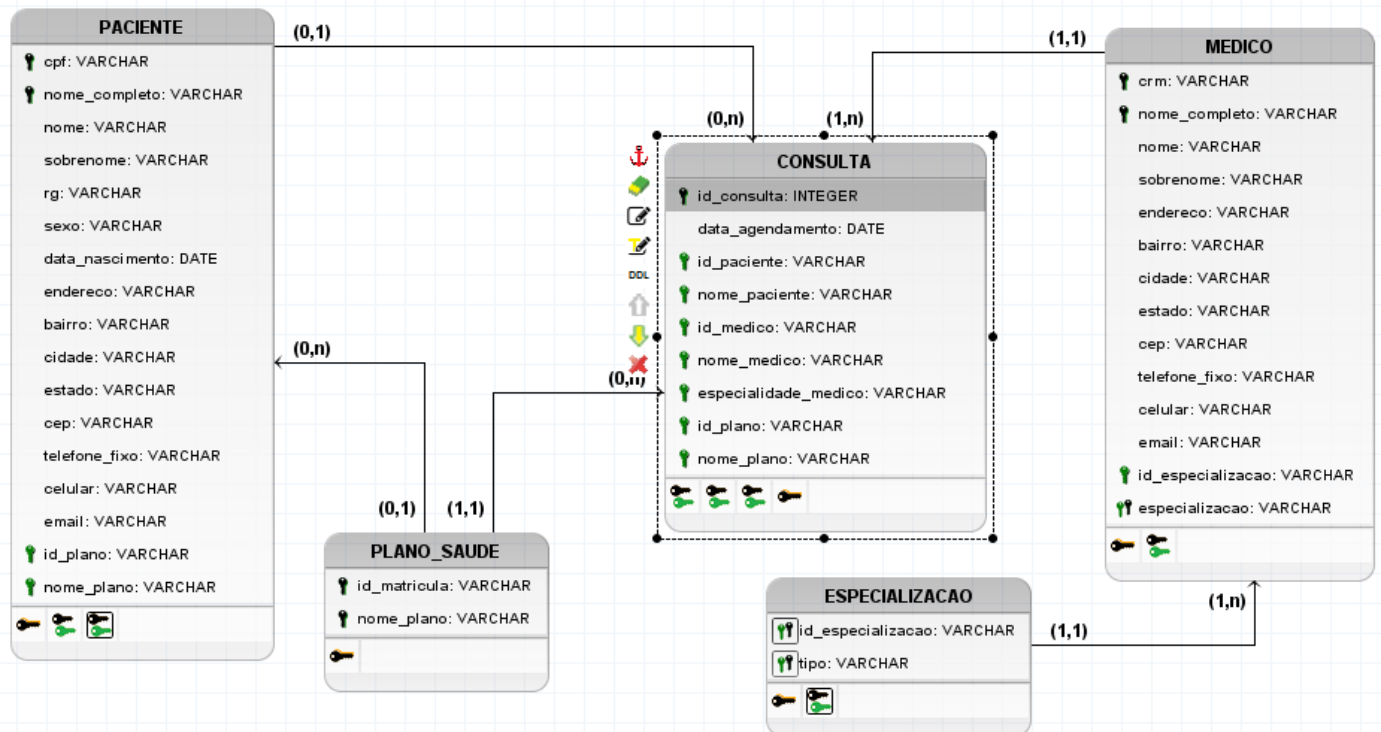 PACIENTE
cpf: VARCHAR
nome_completo: VARCHAR
nome: VARCHAR
sobrenome: VARCHAR
rg: VARCHAR
sexo: VARCHAR
data_nascimento: DATE
endereco: VARCHAR
bairro: VARCHAR
cidade: VARCHAR
estado: VARCHAR
cep: VARCHAR
telefone_fixo: VARCHAR
celular: VARCHAR
email: VARCHAR
id_plano: VARCHAR
nome_plano: VARCHAR
(0,1)
(0,n)
(0,n)
(0,1)
(1,1)
PLANO_SAUDE
id_matricula: VARCHAR
nome_plano: VARCHAR
(0,n)
DDL
(1,n)
(1,1)
CONSULTA
id_consulta: INTEGER
data_agendamento: DATE
id_paciente: VARCHAR
nome_paciente: VARCHAR
id_medico: VARCHAR
nome_medico: VARCHAR
especialidade_medico: VARCHAR
id_plano: VARCHAR
nome_plano: VARCHAR
MEDICO
crm: VARCHAR
nome_completo: VARCHAR
nome: VARCHAR
sobrenome: VARCHAR
endereco: VARCHAR
bairro: VARCHAR
cidade: VARCHAR
estado: VARCHAR
cep: VARCHAR
telefone_fixo: VARCHAR
celular: VARCHAR
email: VARCHAR
id_especializacao: VARCHAR
especializacao: VARCHAR
ESPECIALIZACAO
id_especializacao: VARCHAR
tipo: VARCHAR
(1,1)
(1,n)